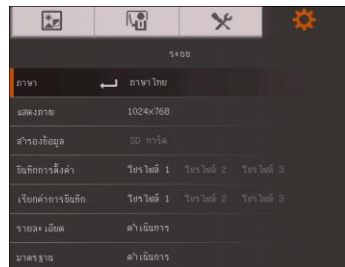 ระบบ
ภาษา ภาษาไทย
แสดงภาพ 1024x768
สำรองข้อมูล SD การ์ด
บันทึกการตั้งค่า โปรไฟล์ 1 โปรไฟล์ 2 โปรไฟล์ 3
เรียกค่าการบันทึก โปรไฟล์ 1 โปรไฟล์ 2 โปรไฟล์ 3
รายละเอียด ดำเนินการ
มาตรฐาน ดำเนินการ